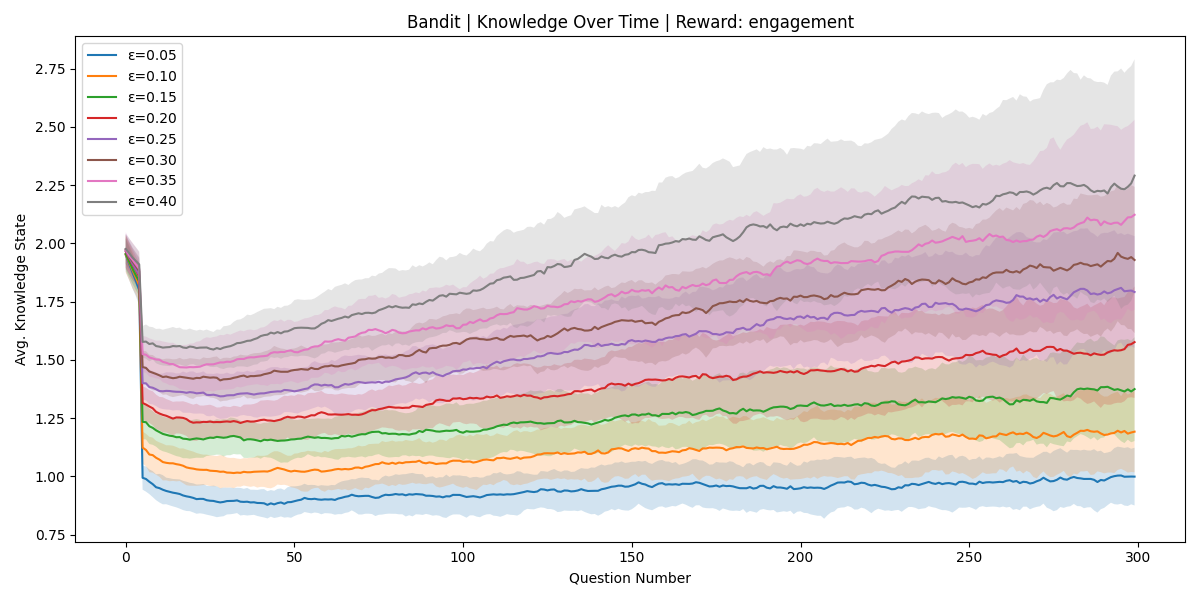 Bandit | Knowledge Over Time | Reward: engagement
ε=0.05
ε=0.10
ε=0.15
ε=0.20
ε=0.25
ε=0.30
ε=0.35
ε=0.40
Avg. Knowledge State
2.75
2.50
2.25
2.00
1.75
1.50
1.25
1.00
0.75
0
50
100
150
200
250
300
Question Number